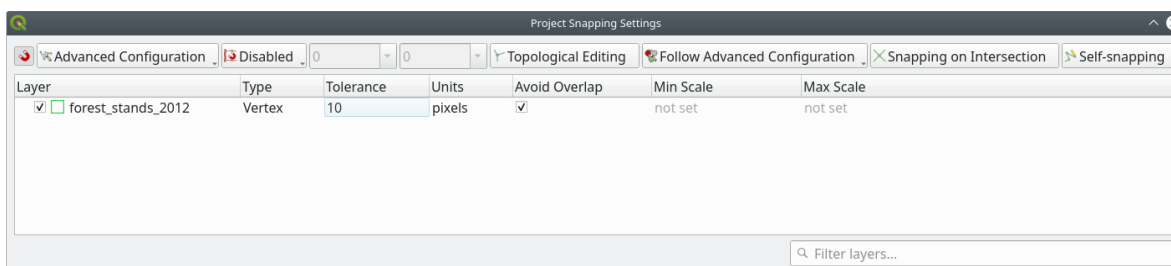 Project Snapping Settings
Advanced Configuration Disabled 0 0 Topological Editing Follow Advanced Configuration Snapping on Intersection Self-snapping
Layer Type Tolerance Units Avoid Overlap Min Scale Max Scale
forest_stands_2012 Vertex 10 pixels not set not set
Filter layers...